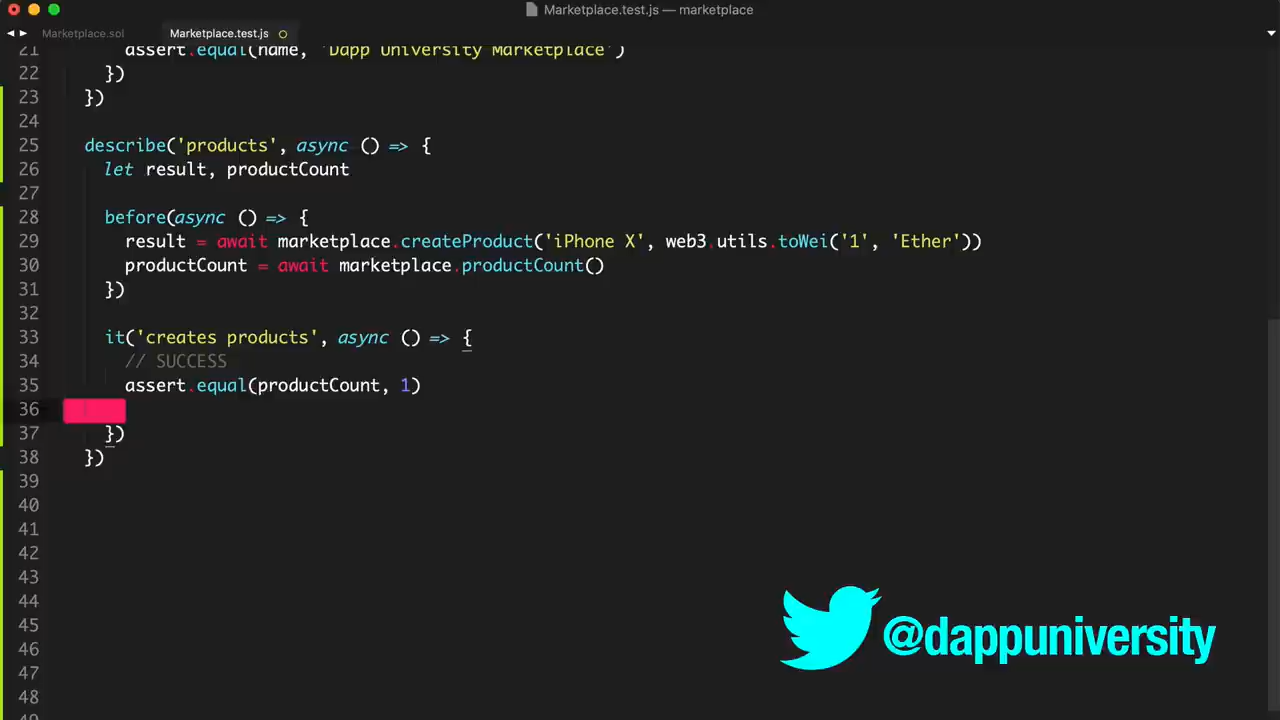 Marketplace.test.js — marketplace
Marketplace.sol Marketplace.test.js
21 assert.equal(name, 'Dapp University Marketplace')
22 })
23 })
24
25 describe('products', async () => {
26 let result, productCount
27
28 before(async () => {
29 result = await marketplace.createProduct('iPhone X', web3.utils.toWei('1', 'Ether'))
30 productCount = await marketplace.productCount()
31 })
32
33 it('creates products', async () => {
34 // SUCCESS
35 assert.equal(productCount, 1)
36
37 })
38 })
39
40
41
42
43
44
45
46
47
48
49
@dappuniversity